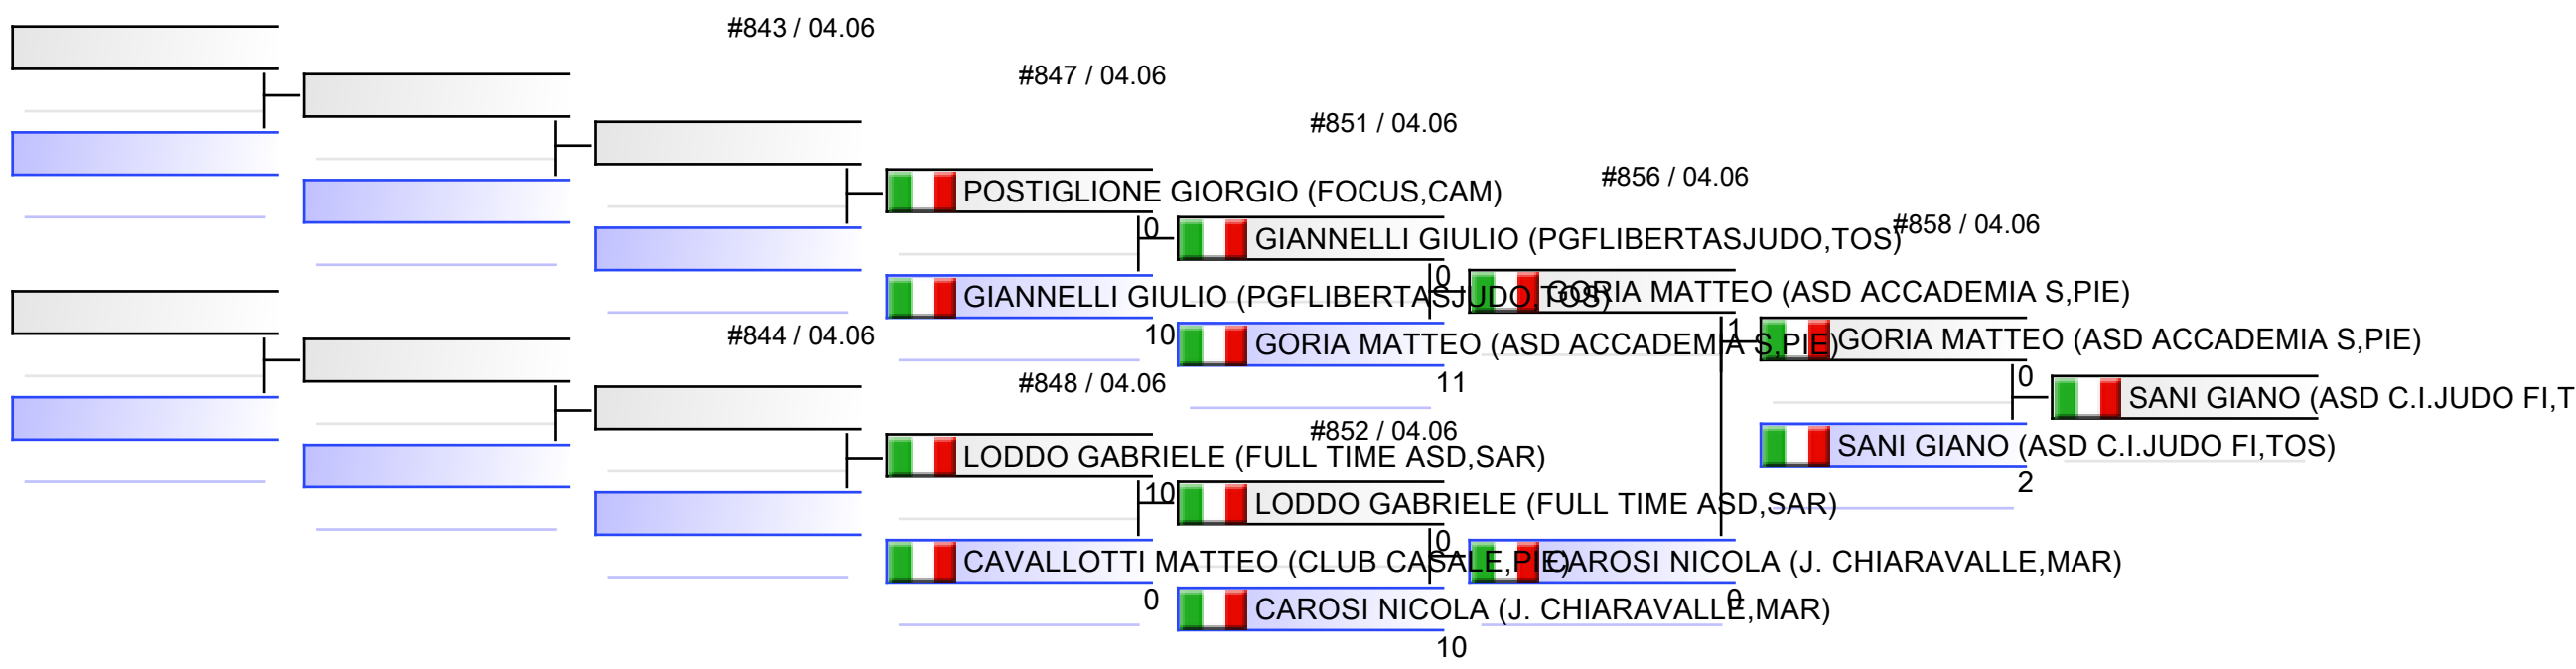 #843 / 04.06
#847 / 04.06
#851 / 04.06
#856 / 04.06
POSTIGLIONE GIORGIO (FOCUS,CAM)
0
#858 / 04.06
GIANNELLI GIULIO (PGFLIBERTASJUDO,TOS)
0
GIANNELLI GIULIO (PGFLIBERTASJUDO,TOS)
10
GORIA MATTEO (ASD ACCADEMIA S,PIE)
1
#844 / 04.06
GORIA MATTEO (ASD ACCADEMIA S,PIE)
11
GORIA MATTEO (ASD ACCADEMIA S,PIE)
0
#848 / 04.06
SANI GIANO (ASD C.I.JUDO FI,T
#852 / 04.06
SANI GIANO (ASD C.I.JUDO FI,TOS)
2
LODDO GABRIELE (FULL TIME ASD,SAR)
10
LODDO GABRIELE (FULL TIME ASD,SAR)
0
CAVALLOTTI MATTEO (CLUB CASALE,PIE)
0
CAROSI NICOLA (J. CHIARAVALLE,MAR)
0
CAROSI NICOLA (J. CHIARAVALLE,MAR)
10